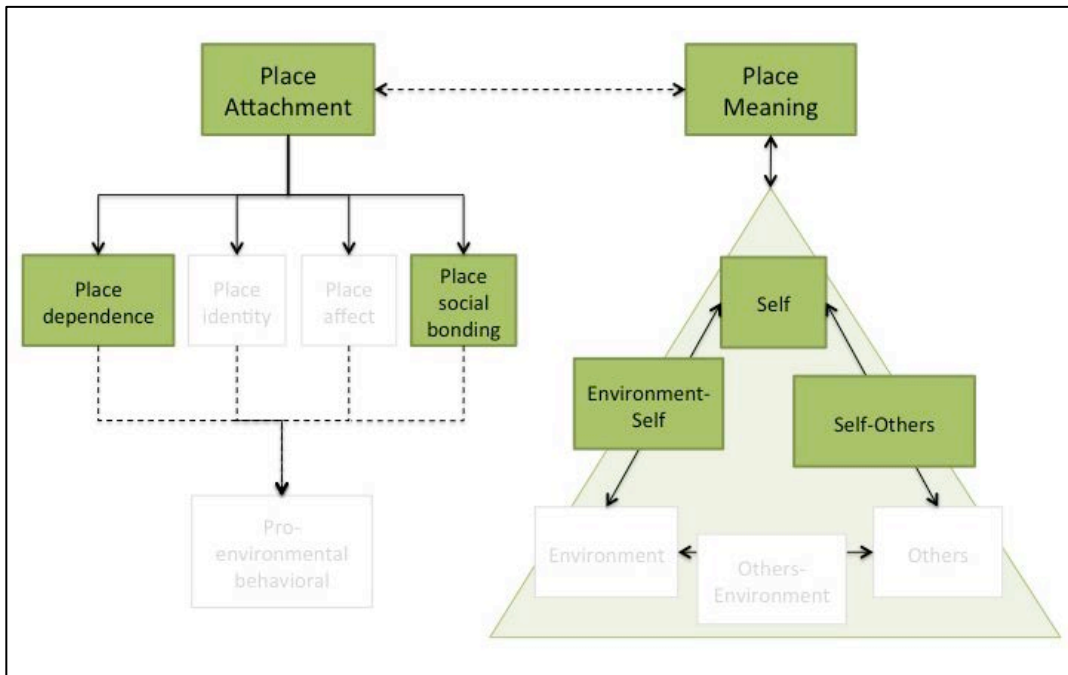 Place
Attachment
Place
Meaning
Place
dependence
Place
identity
Place
affect
Place
social
bonding
Self
Environment-
Self
Self-Others
Pro-
environmental
behavioral
Environment
Others-
Environment
Others